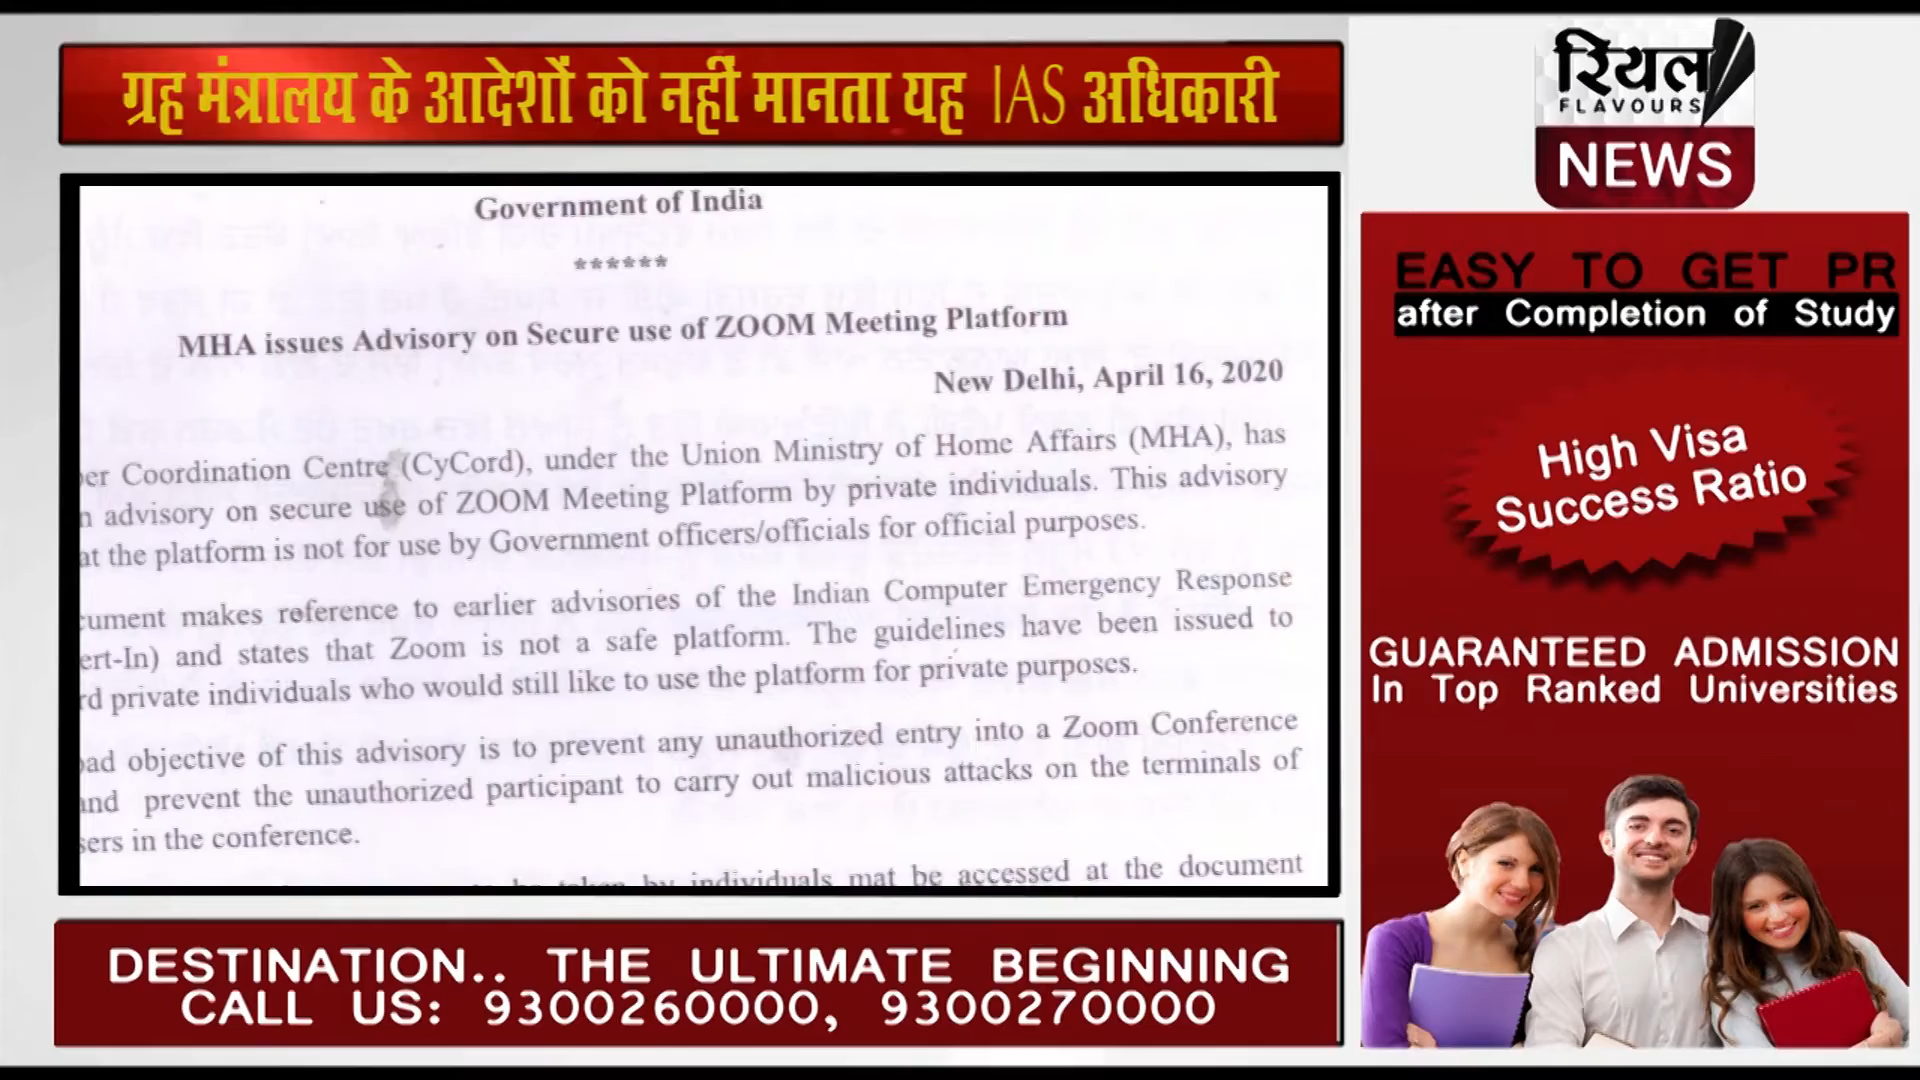 ग्रह मंत्रालय के आदेशों को नहीं मानता यह IAS अधिकारी
रियल
FLAVOURS
NEWS
Government of India
******
MHA issues Advisory on Secure use of ZOOM Meeting Platform
New Delhi, April 16, 2020
er Coordination Centre (CyCord), under the Union Ministry of Home Affairs (MHA), has
n advisory on secure use of ZOOM Meeting Platform by private individuals. This advisory
at the platform is not for use by Government officers/officials for official purposes.
cument makes reference to earlier advisories of the Indian Computer Emergency Response
ert-In) and states that Zoom is not a safe platform. The guidelines have been issued to
rd private individuals who would still like to use the platform for private purposes.
oad objective of this advisory is to prevent any unauthorized entry into a Zoom Conference
and prevent the unauthorized participant to carry out malicious attacks on the terminals of
sers in the conference.
be taken by individuals mat be accessed at the document
EASY TO GET PR
after Completion of Study
High Visa
Success Ratio
GUARANTEED ADMISSION
In Top Ranked Universities
DESTINATION.. THE ULTIMATE BEGINNING
CALL US: 9300260000, 9300270000